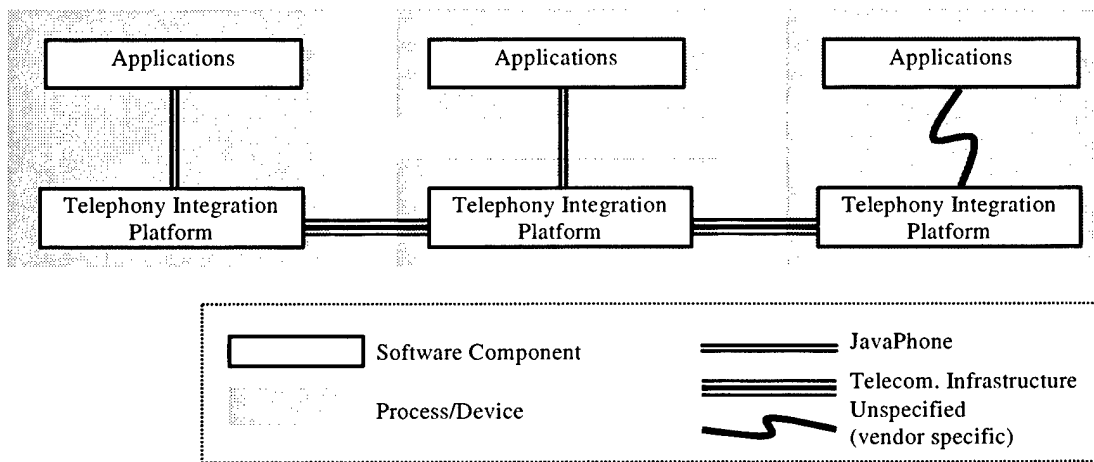 Applications
Applications
Applications
Telephony Integration
Platform
Telephony Integration
Platform
Telephony Integration
Platform
Software Component
Process/Device
JavaPhone
Telecom. Infrastructure
Unspecified
(vendor specific)